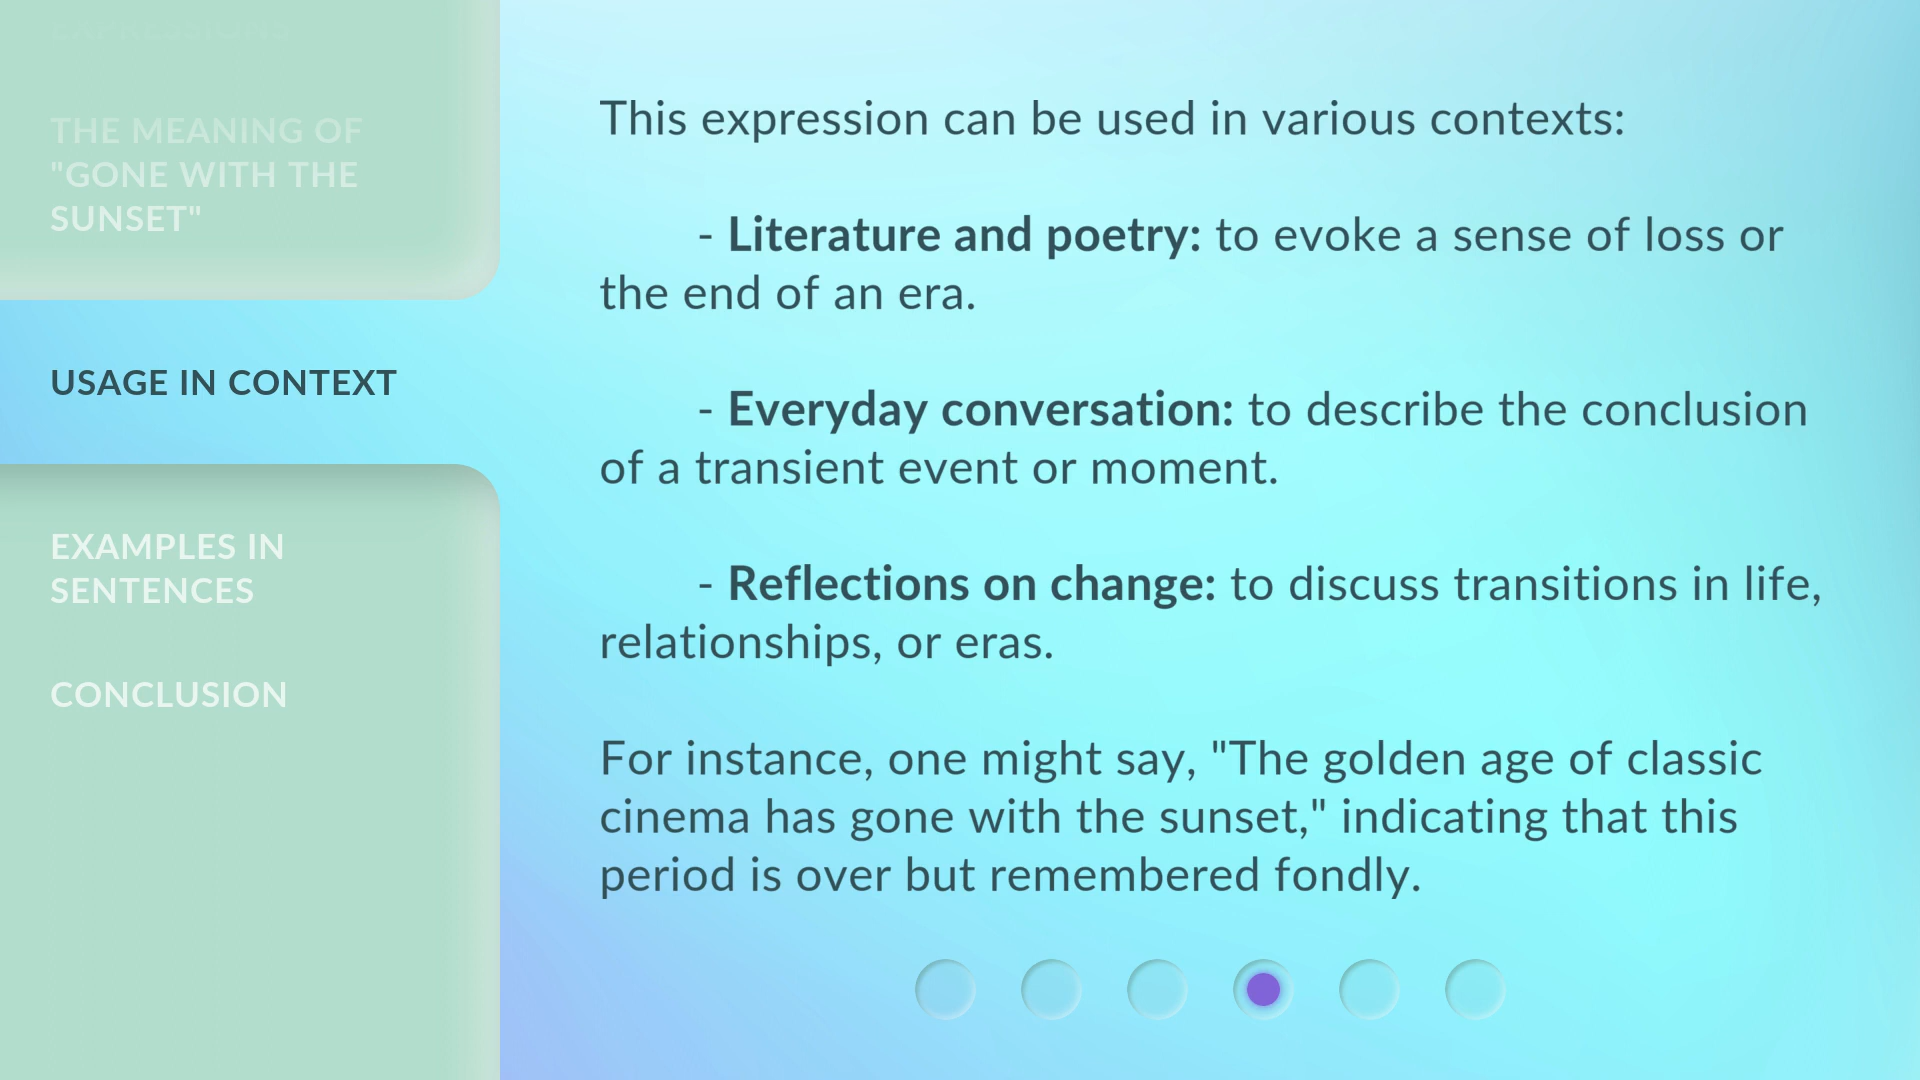 EXPRESSIONS
THE MEANING OF
"GONE WITH THE
SUNSET"
USAGE IN CONTEXT
EXAMPLES IN
SENTENCES
CONCLUSION
This expression can be used in various contexts:
- Literature and poetry: to evoke a sense of loss or
the end of an era.
- Everyday conversation: to describe the conclusion
of a transient event or moment.
- Reflections on change: to discuss transitions in life,
relationships, or eras.
For instance, one might say, "The golden age of classic
cinema has gone with the sunset," indicating that this
period is over but remembered fondly.